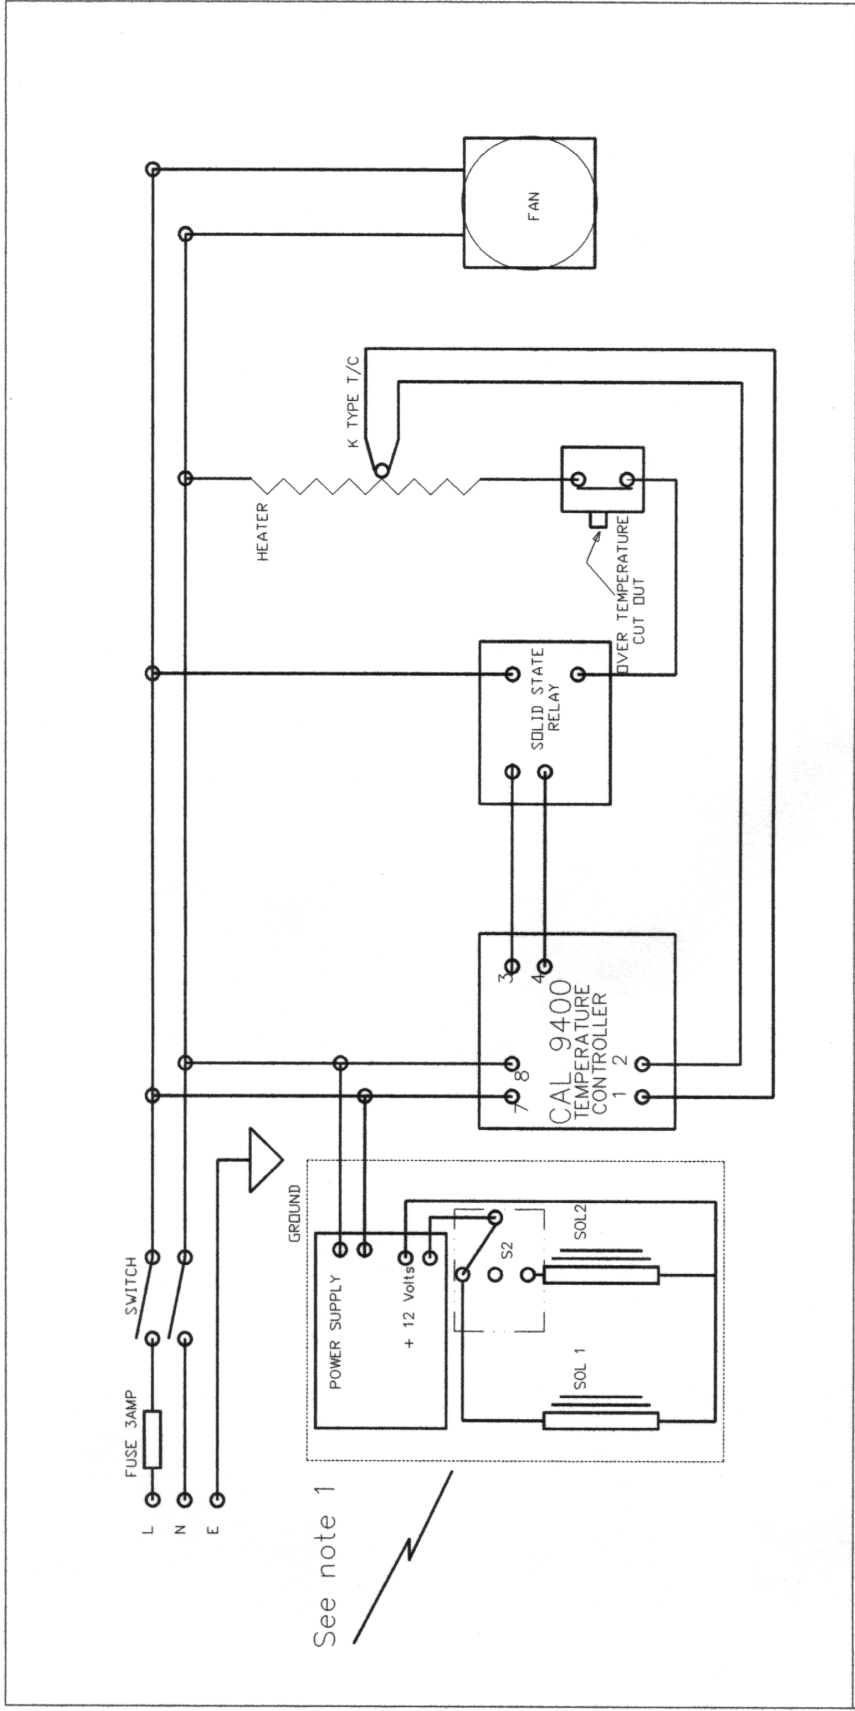 L
N
E
FUSE 3AMP
SWITCH
GROUND
See note 1
POWER SUPPLY
+ 12 Volts
S2
SOL 1
SOL2
7
8
3
4
CAL 9400
TEMPERATURE
CONTROLLER
1
2
SOLID STATE
RELAY
OVER TEMPERATURE
CUT OUT
HEATER
K TYPE T/C
FAN